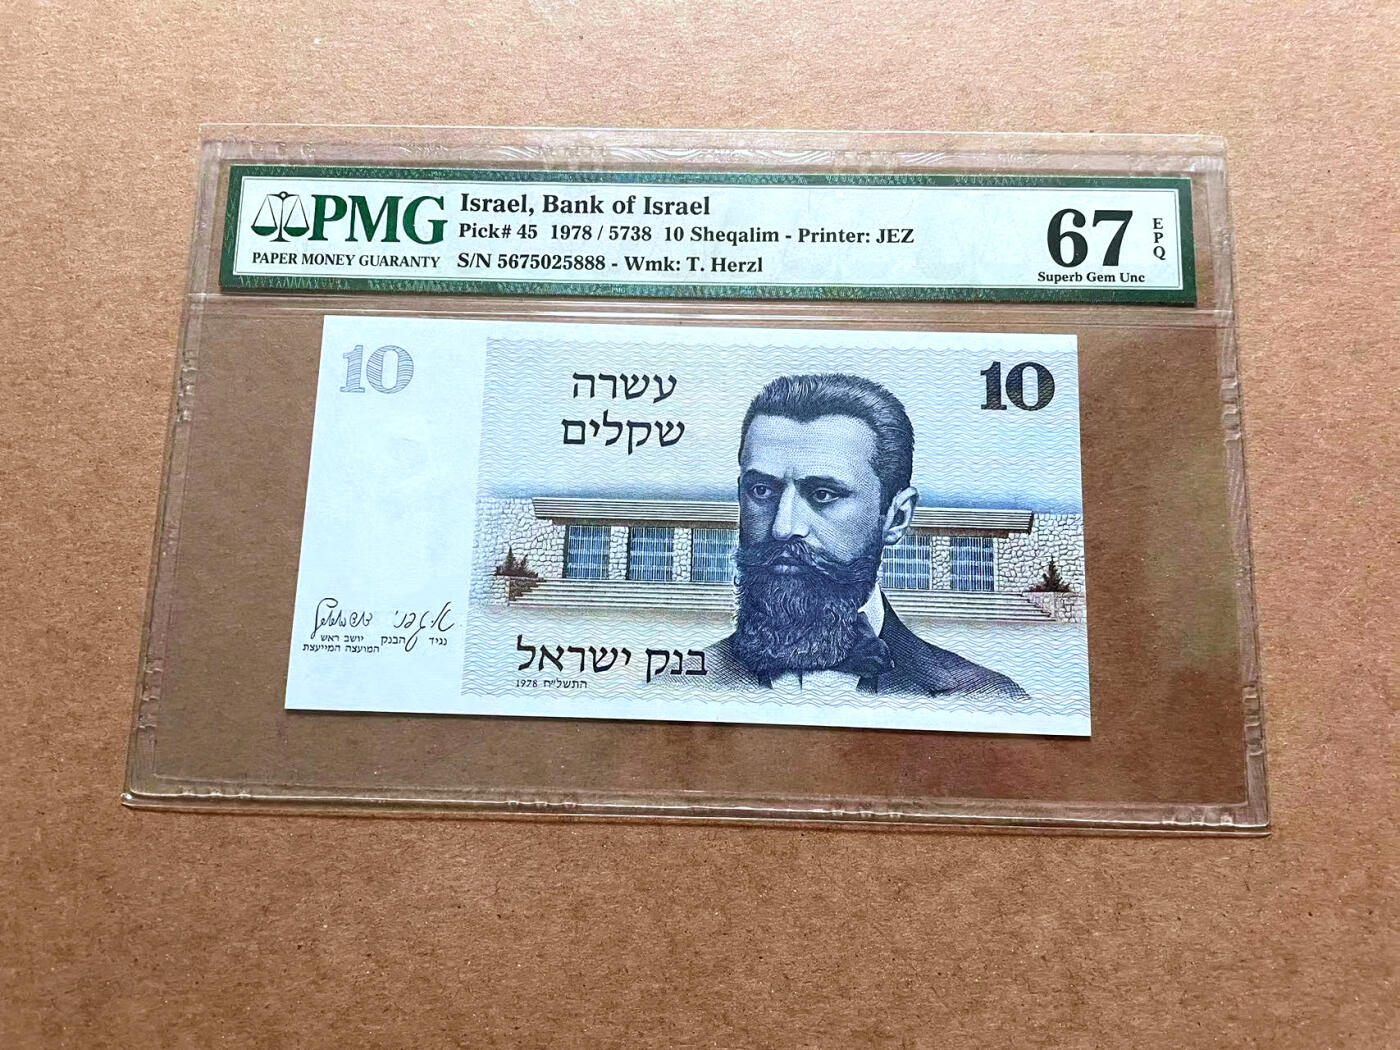 PMG
PAPER MONEY GUARANTY
Israel, Bank of Israel
Pick# 45 1978 / 5738 10 Sheqalim - Printer: JEZ
S/N 5675025888 - Wmk: T. Herzl
67
EPQ
Superb Gem Unc
10
עשרה
שקלים
10
נגיד הבנק
יושב ראש
המועצה המייעצת
בנק ישראל
התשל״ח 1978